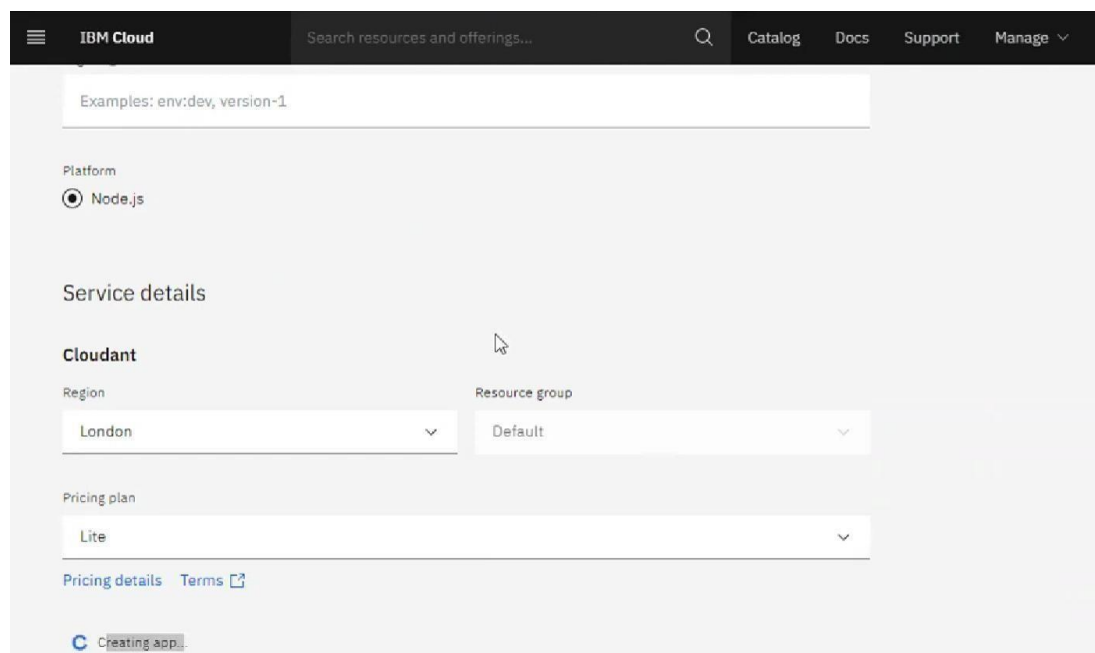 IBM Cloud
Search resources and offerings...
Catalog
Docs
Support
Manage
Examples: env:dev, version-1
Platform
Node.js
Service details
Cloudant
Region
Resource group
London
Default
Pricing plan
Lite
Pricing details
Terms
Creating app...